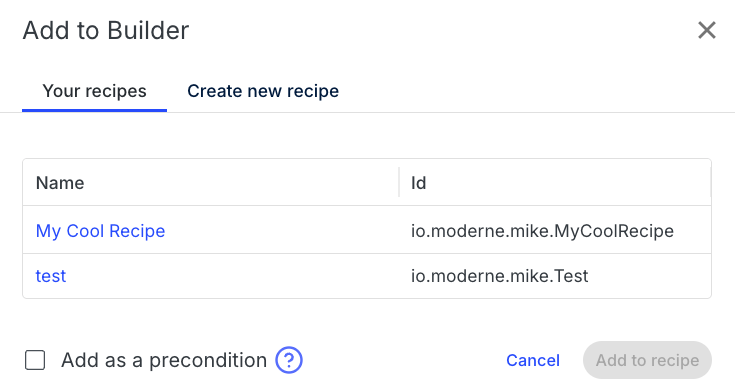 Add to Builder
Your recipes Create new recipe
Name Id
My Cool Recipe io.moderne.mike.MyCoolRecipe
test io.moderne.mike.Test
Add as a precondition ? Cancel Add to recipe